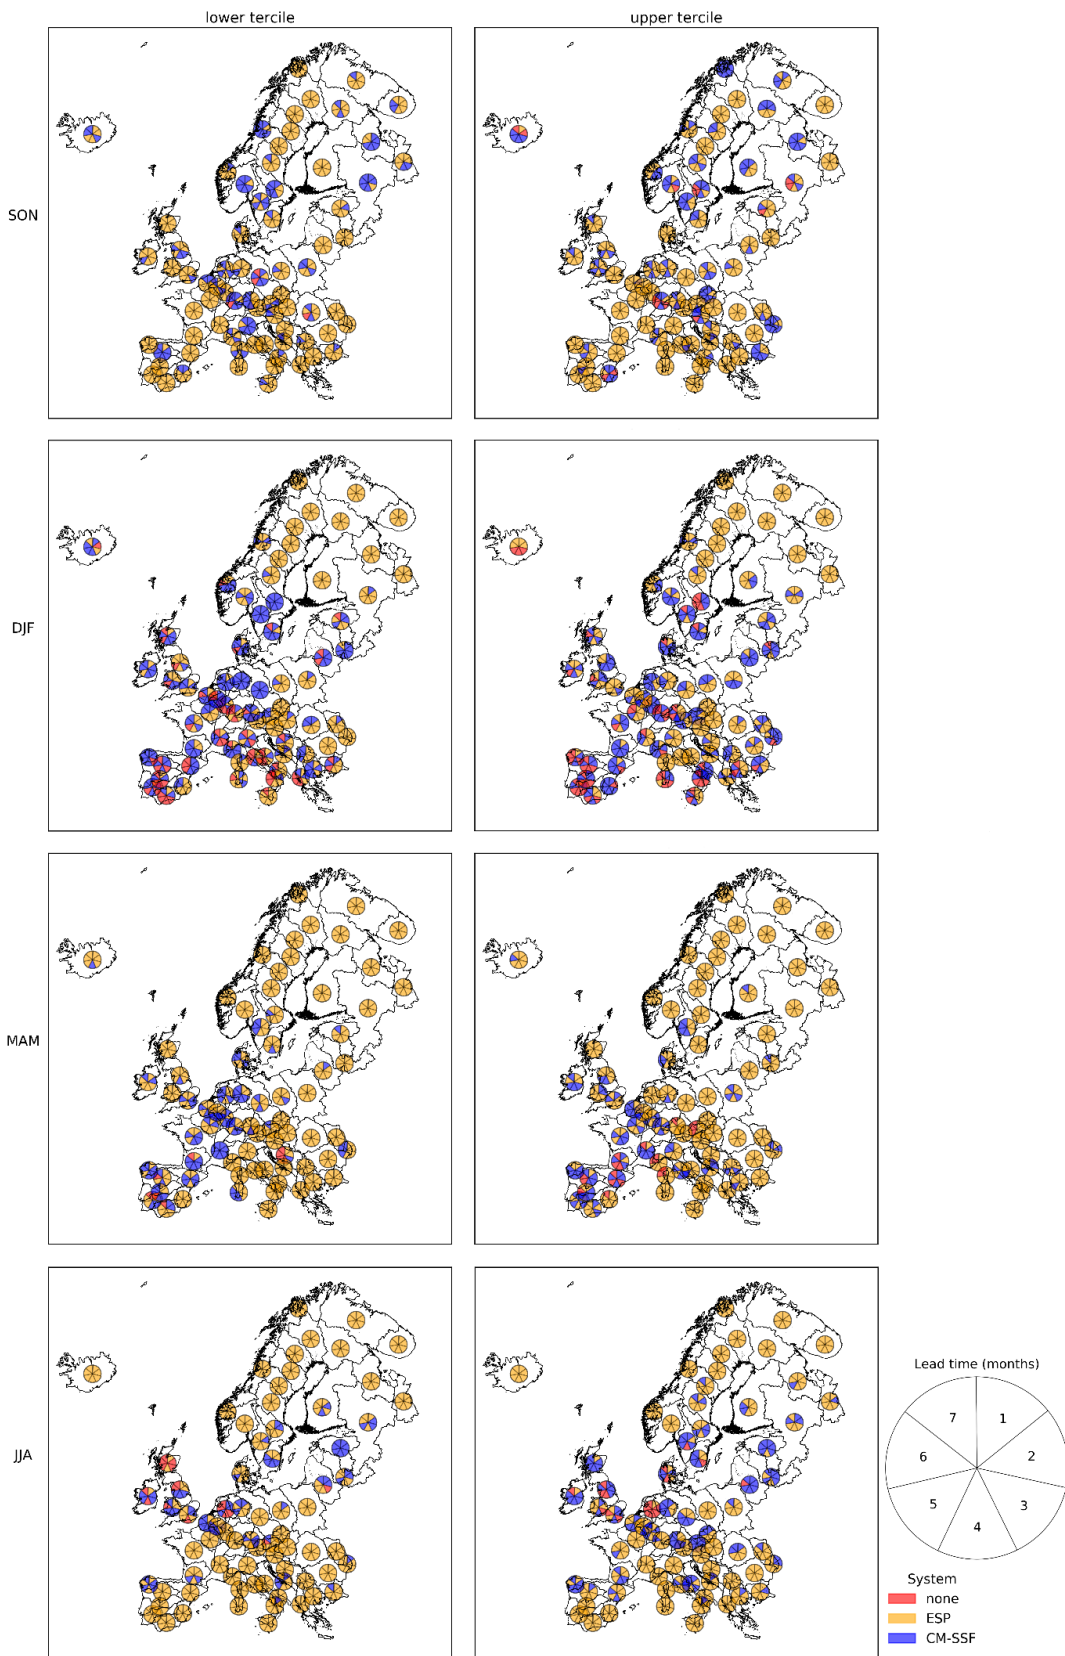 lower tercile
upper tercile
SON
DJF
MAM
JJA
Lead time (months)
7
1
6
2
5
3
4
System
none
ESP
CM-SSF